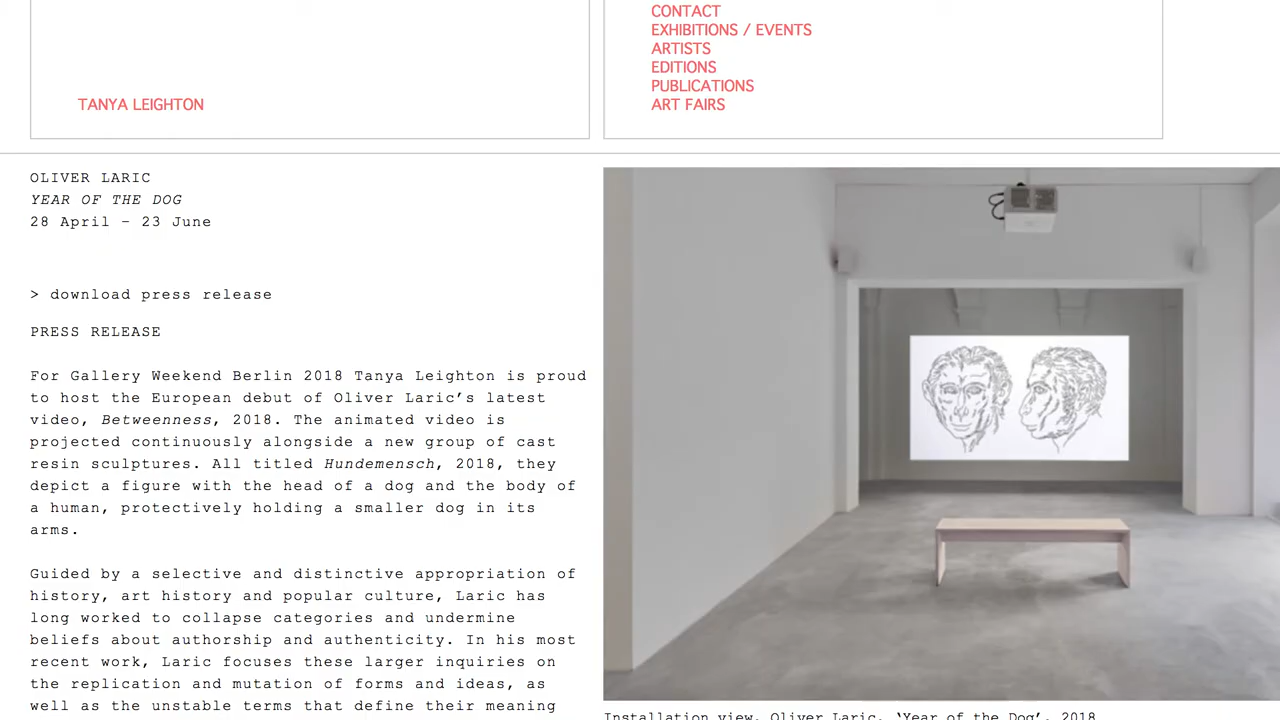 CONTACT
EXHIBITIONS / EVENTS
ARTISTS
EDITIONS
PUBLICATIONS
ART FAIRS
TANYA LEIGHTON
OLIVER LARIC
YEAR OF THE DOG
28 April – 23 June
> download press release
PRESS RELEASE
For Gallery Weekend Berlin 2018 Tanya Leighton is proud
to host the European debut of Oliver Laric’s latest
video, Betweenness, 2018. The animated video is
projected continuously alongside a new group of cast
resin sculptures. All titled Hundemensch, 2018, they
depict a figure with the head of a dog and the body of
a human, protectively holding a smaller dog in its
arms.
Guided by a selective and distinctive appropriation of
history, art history and popular culture, Laric has
long worked to collapse categories and undermine
beliefs about authorship and authenticity. In his most
recent work, Laric focuses these larger inquiries on
the replication and mutation of forms and ideas, as
well as the unstable terms that define their meaning
Installation view, Oliver Laric, ‘Year of the Dog’, 2018